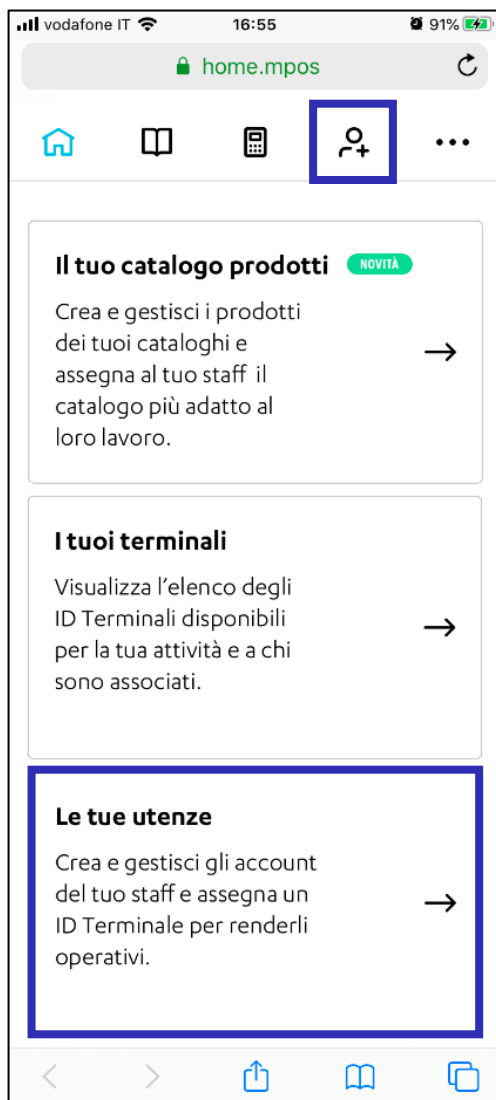 vodafone IT 16:55 91%
home.mpos
Il tuo catalogo prodotti NOVITÀ
Crea e gestisci i prodotti
dei tuoi cataloghi e
assegna al tuo staff il
catalogo più adatto al
loro lavoro.
I tuoi terminali
Visualizza l'elenco degli
ID Terminali disponibili
per la tua attività e a chi
sono associati.
Le tue utenze
Crea e gestisci gli account
del tuo staff e assegna un
ID Terminale per renderli
operativi.